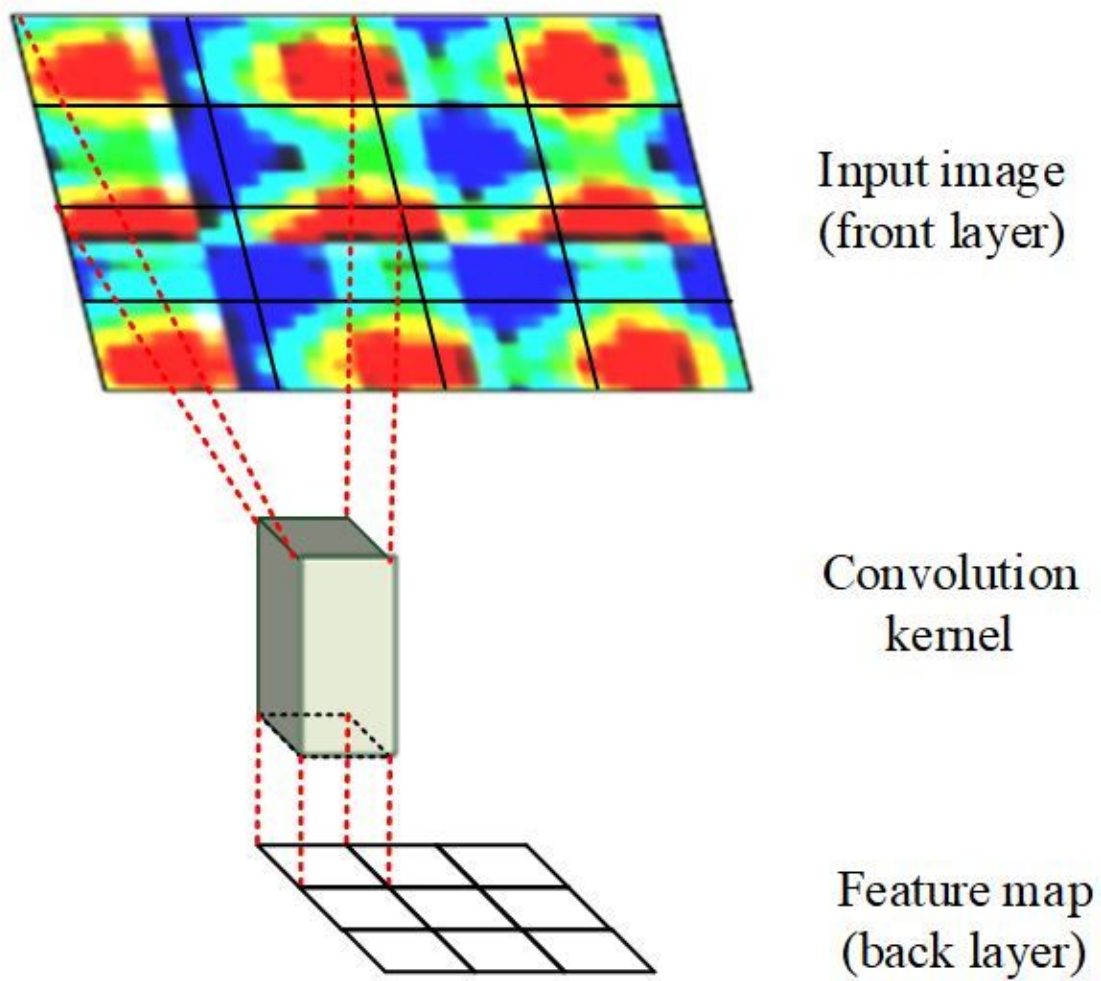 Input image
(front layer)
Convolution
kernel
Feature map
(back layer)